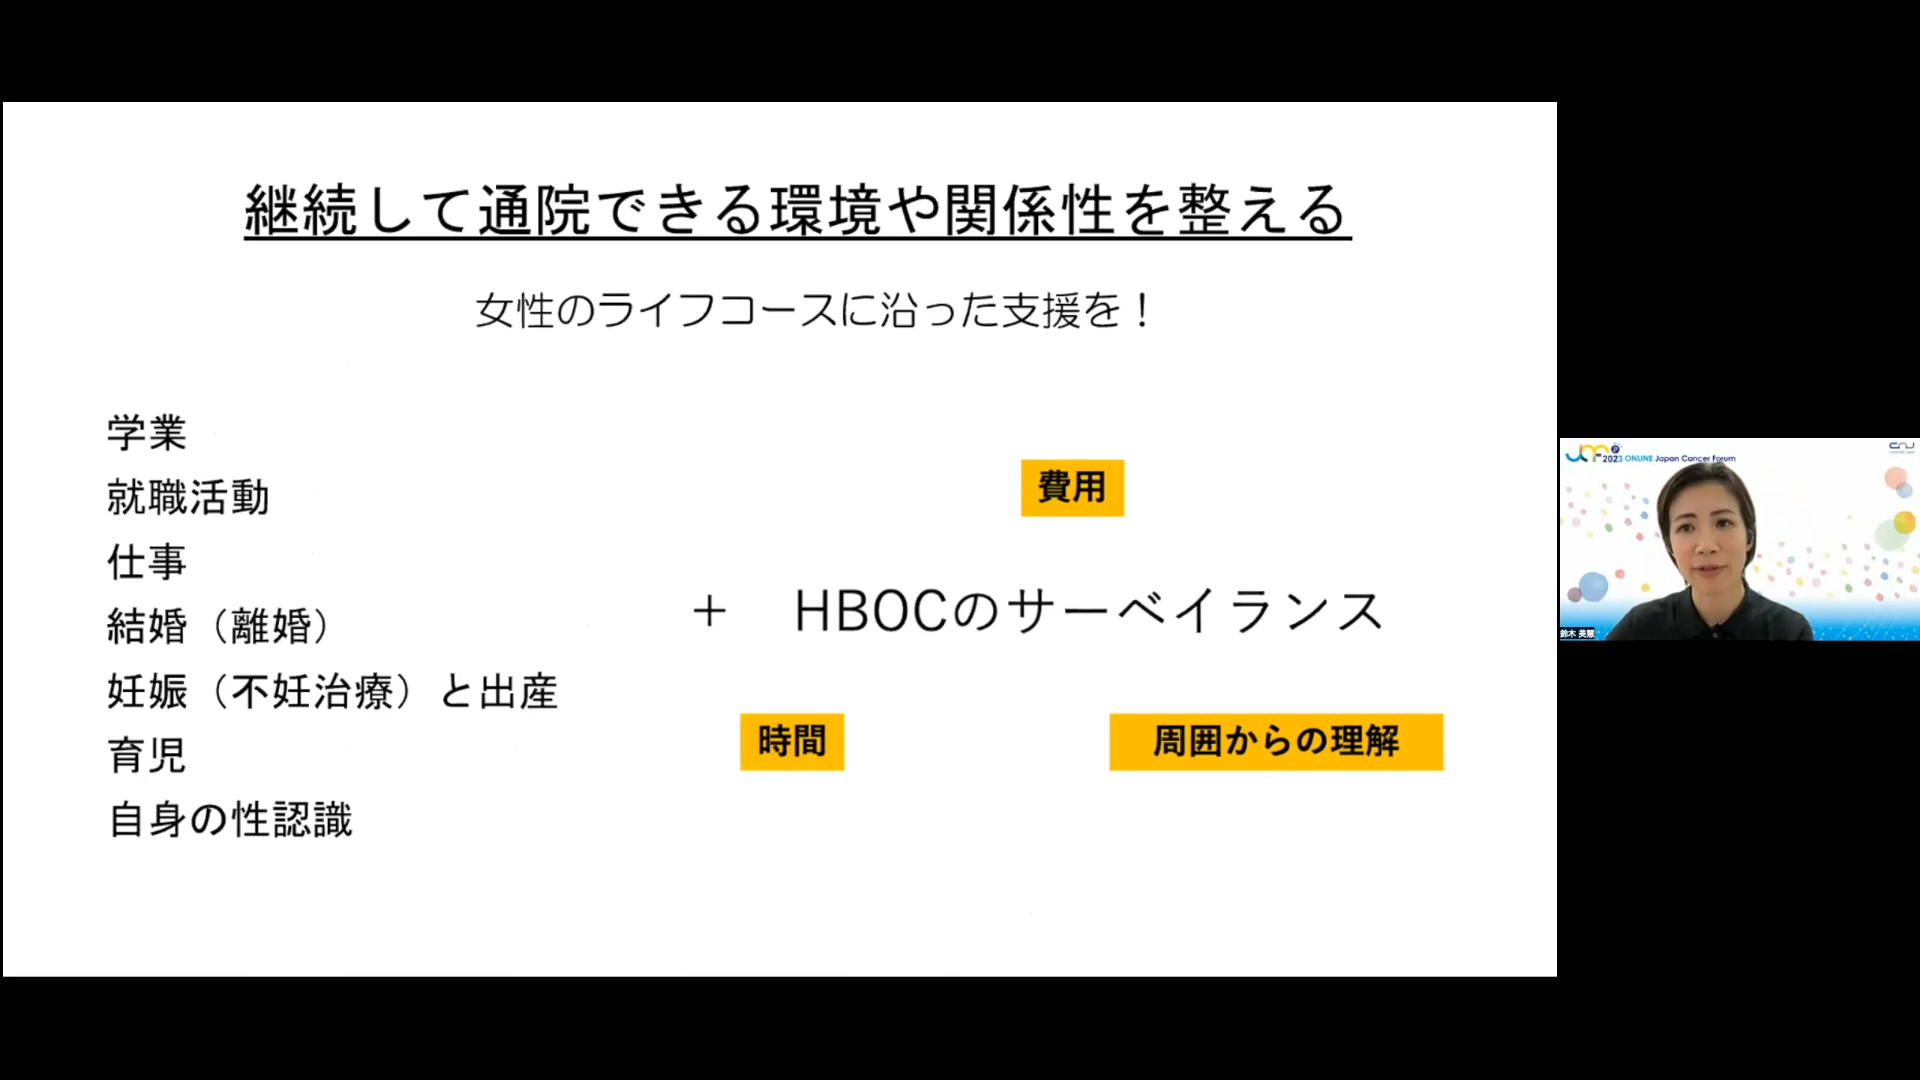 継続して通院できる環境や関係性を整える
女性のライフコースに沿った支援を！
学業
就職活動
仕事
結婚（離婚）
妊娠（不妊治療）と出産
育児
自身の性認識
費用
＋　HBOCのサーベイランス
時間
周囲からの理解
2023 ONLINE Japan Cancer Forum
鈴木 美慧